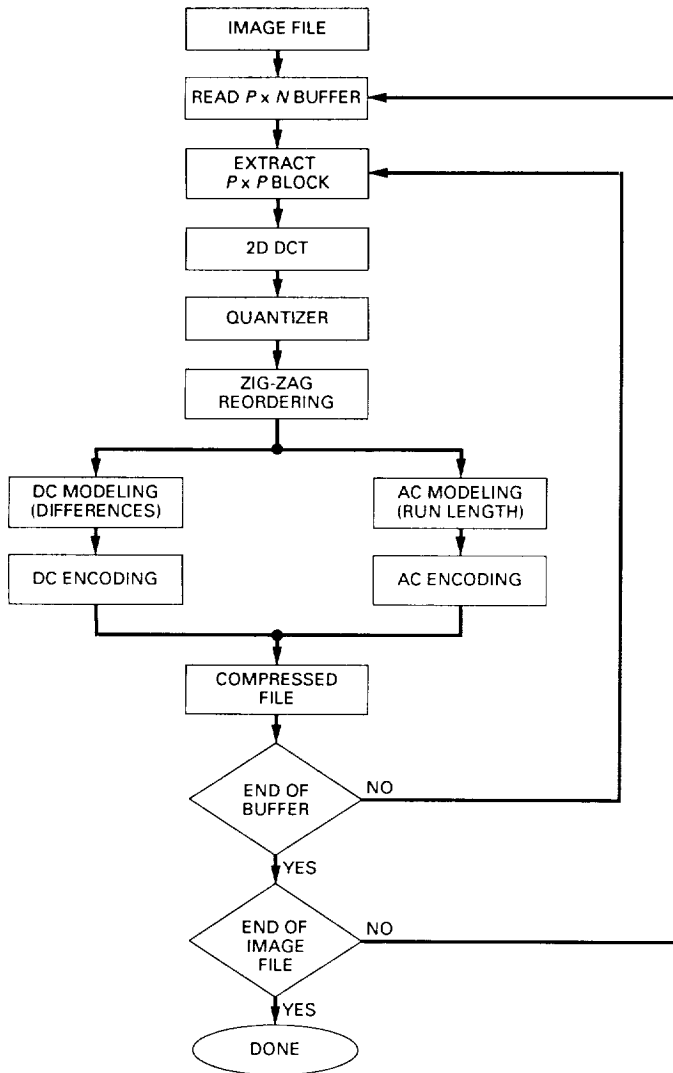 IMAGE FILE
READ P x N BUFFER
EXTRACT
P x P BLOCK
2D DCT
QUANTIZER
ZIG-ZAG
REORDERING
DC MODELING
(DIFFERENCES)
AC MODELING
(RUN LENGTH)
DC ENCODING
AC ENCODING
COMPRESSED
FILE
END OF
BUFFER
NO
YES
END OF
IMAGE
FILE
NO
YES
DONE